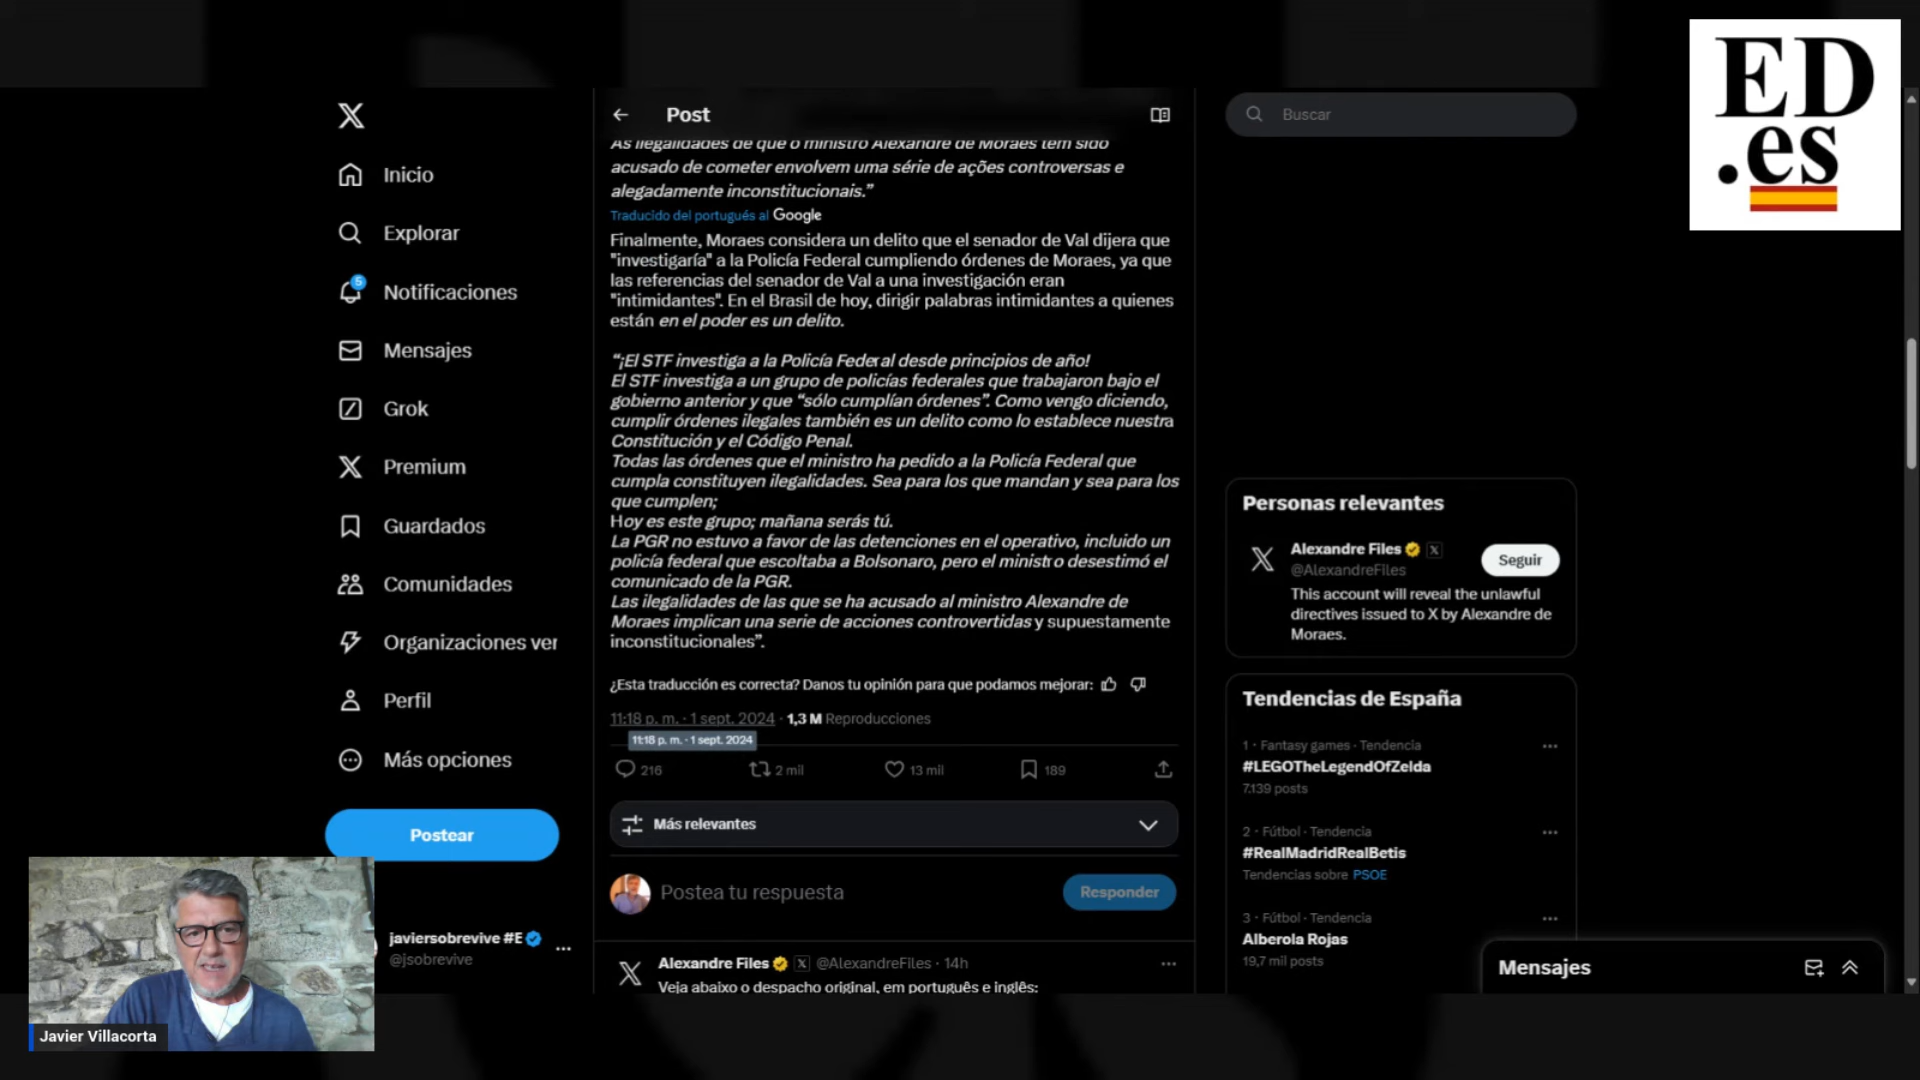 ED
.es
Inicio
Explorar
5
Notificaciones
Mensajes
Grok
Premium
Guardados
Comunidades
Organizaciones ver
Perfil
Más opciones
Postear
javiersobrevive #E
@jsobrevive
Javier Villacorta
Post
As ilegalidades de que o ministro Alexandre de Moraes tem sido
acusado de cometer envolvem uma série de ações controversas e
alegadamente inconstitucionais.”
Traducido del portugués al Google
Finalmente, Moraes considera un delito que el senador de Val dijera que
"investigaría" a la Policía Federal cumpliendo órdenes de Moraes, ya que
las referencias del senador de Val a una investigación eran
"intimidantes". En el Brasil de hoy, dirigir palabras intimidantes a quienes
están en el poder es un delito.
“¡El STF investiga a la Policía Federal desde principios de año!
El STF investiga a un grupo de policías federales que trabajaron bajo el
gobierno anterior y que “sólo cumplían órdenes”. Como vengo diciendo,
cumplir órdenes ilegales también es un delito como lo establece nuestra
Constitución y el Código Penal.
Todas las órdenes que el ministro ha pedido a la Policía Federal que
cumpla constituyen ilegalidades. Sea para los que mandan y sea para los
que cumplen;
Hoy es este grupo; mañana serás tú.
La PGR no estuvo a favor de las detenciones en el operativo, incluido un
policía federal que escoltaba a Bolsonaro, pero el ministro desestimó el
comunicado de la PGR.
Las ilegalidades de las que se ha acusado al ministro Alexandre de
Moraes implican una serie de acciones controvertidas y supuestamente
inconstitucionales”.
¿Esta traducción es correcta? Danos tu opinión para que podamos mejorar:
11:18 p. m. · 1 sept. 2024 · 1,3 M Reproducciones
11:18 p. m. · 1 sept. 2024
216 2 mil 13 mil 189
Más relevantes
Postea tu respuesta
Responder
Alexandre Files @AlexandreFiles · 14h
Veja abaixo o despacho original, em português e inglês:
Buscar
Personas relevantes
Alexandre Files
@AlexandreFiles
Seguir
This account will reveal the unlawful
directives issued to X by Alexandre de
Moraes.
Tendencias de España
1 · Fantasy games · Tendencia
#LEGOTheLegendOfZelda
7.139 posts
2 · Fútbol · Tendencia
#RealMadridRealBetis
Tendencias sobre PSOE
3 · Fútbol · Tendencia
Alberola Rojas
19,7 mil posts
Mensajes